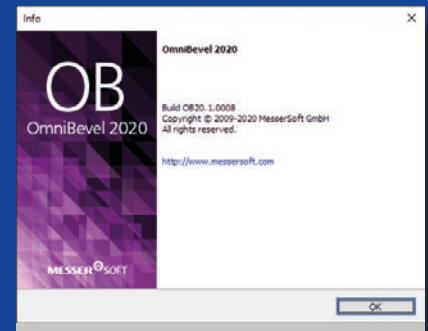 Info
OB
OmniBevel 2020
MESSER SOFT
OmniBevel 2020
Build OB20.1.0008
Copyright © 2009-2020 MesserSoft GmbH
All rights reserved.
http://www.messersoft.com
OK